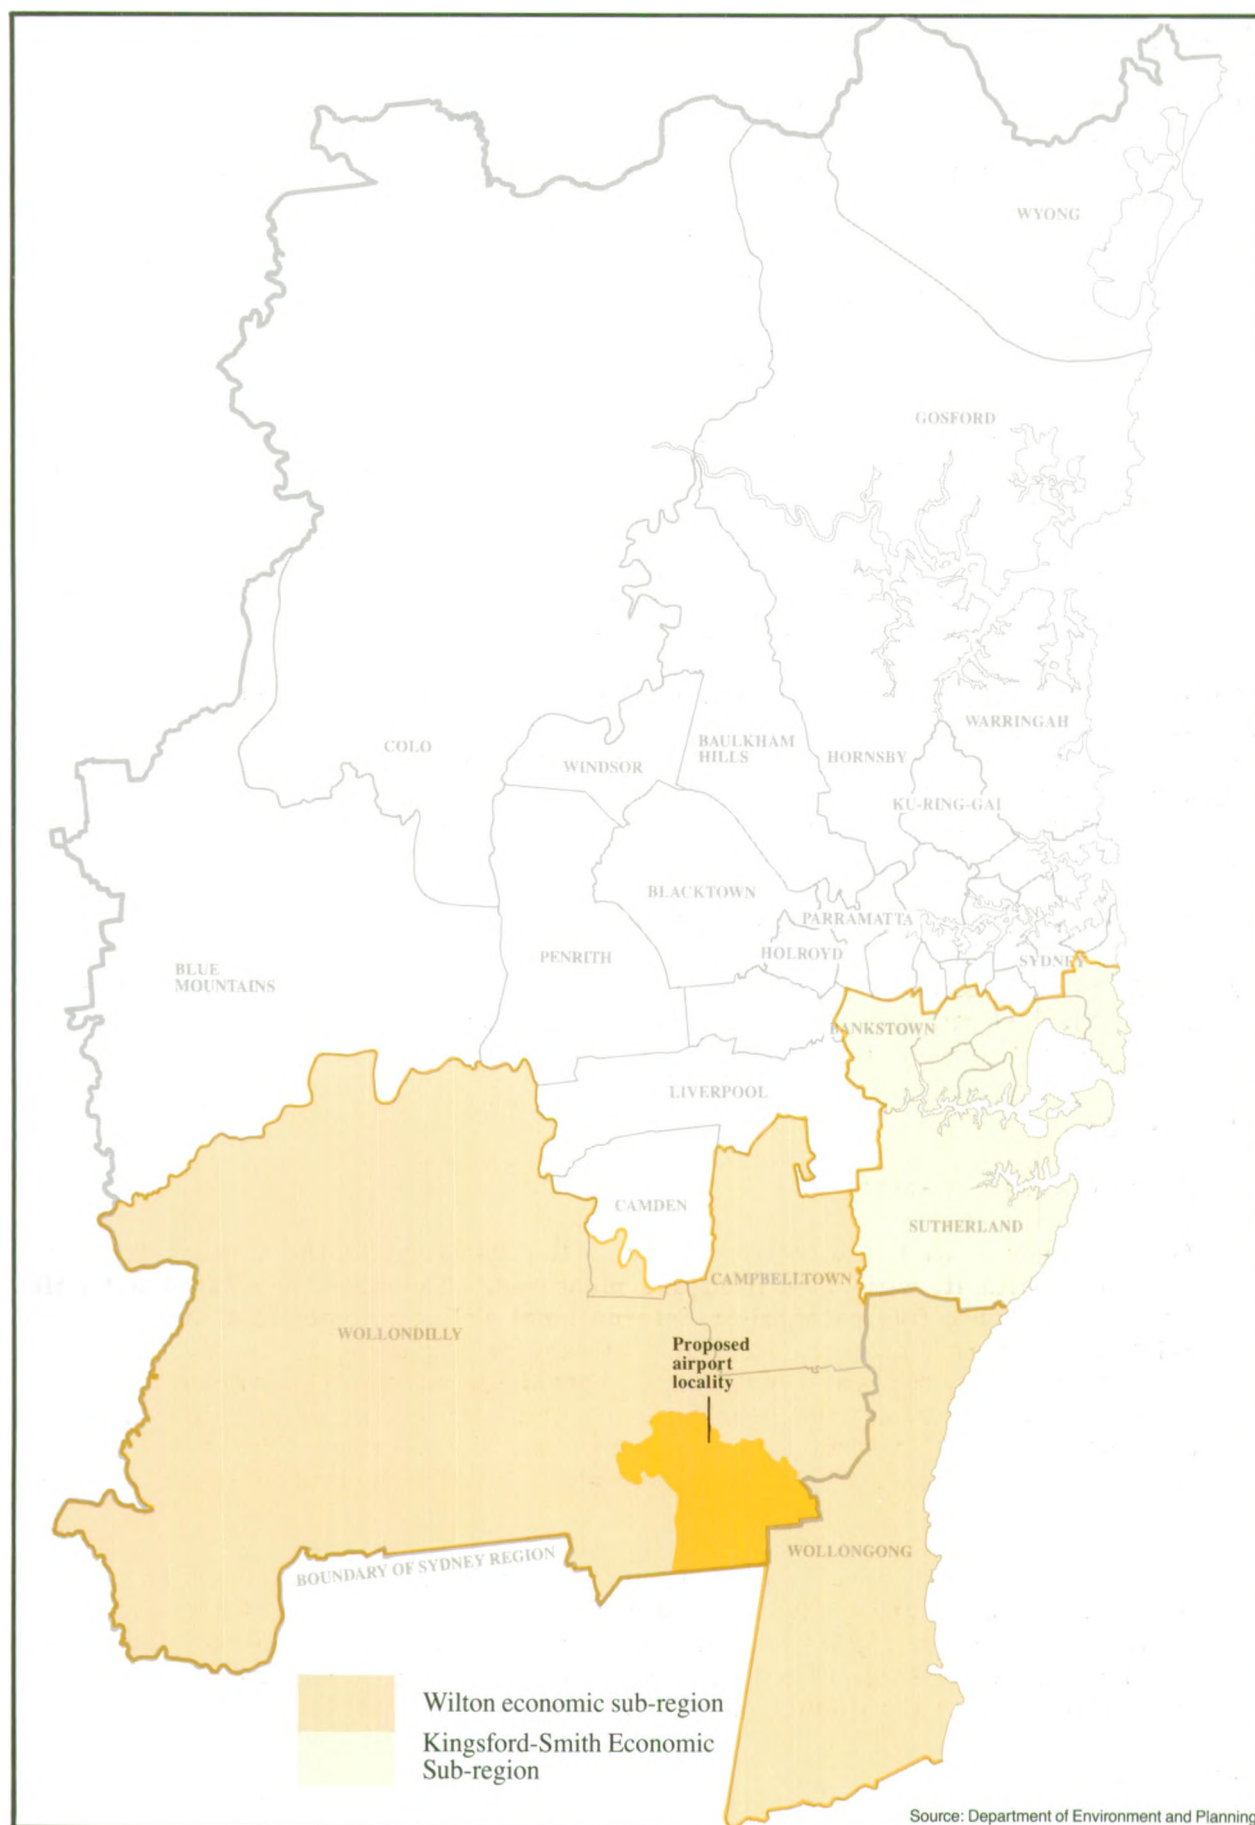 WYONG
GOSFORD
WARRINGAH
COLO
BAULKHAM
HILLS
HORNSBY
WINDSOR
KU-RING-GAI
BLACKTOWN
PARRAMATTA
HOLROYD
PENRITH
SYDNEY
BLUE
MOUNTAINS
BANKSTOWN
LIVERPOOL
CAMDEN
SUTHERLAND
CAMPBELLTOWN
WOLLONDILLY
Proposed
airport
locality
WOLLONGONG
BOUNDARY OF SYDNEY REGION
Wilton economic sub-region
Kingsford-Smith Economic
Sub-region
Source: Department of Environment and Planning